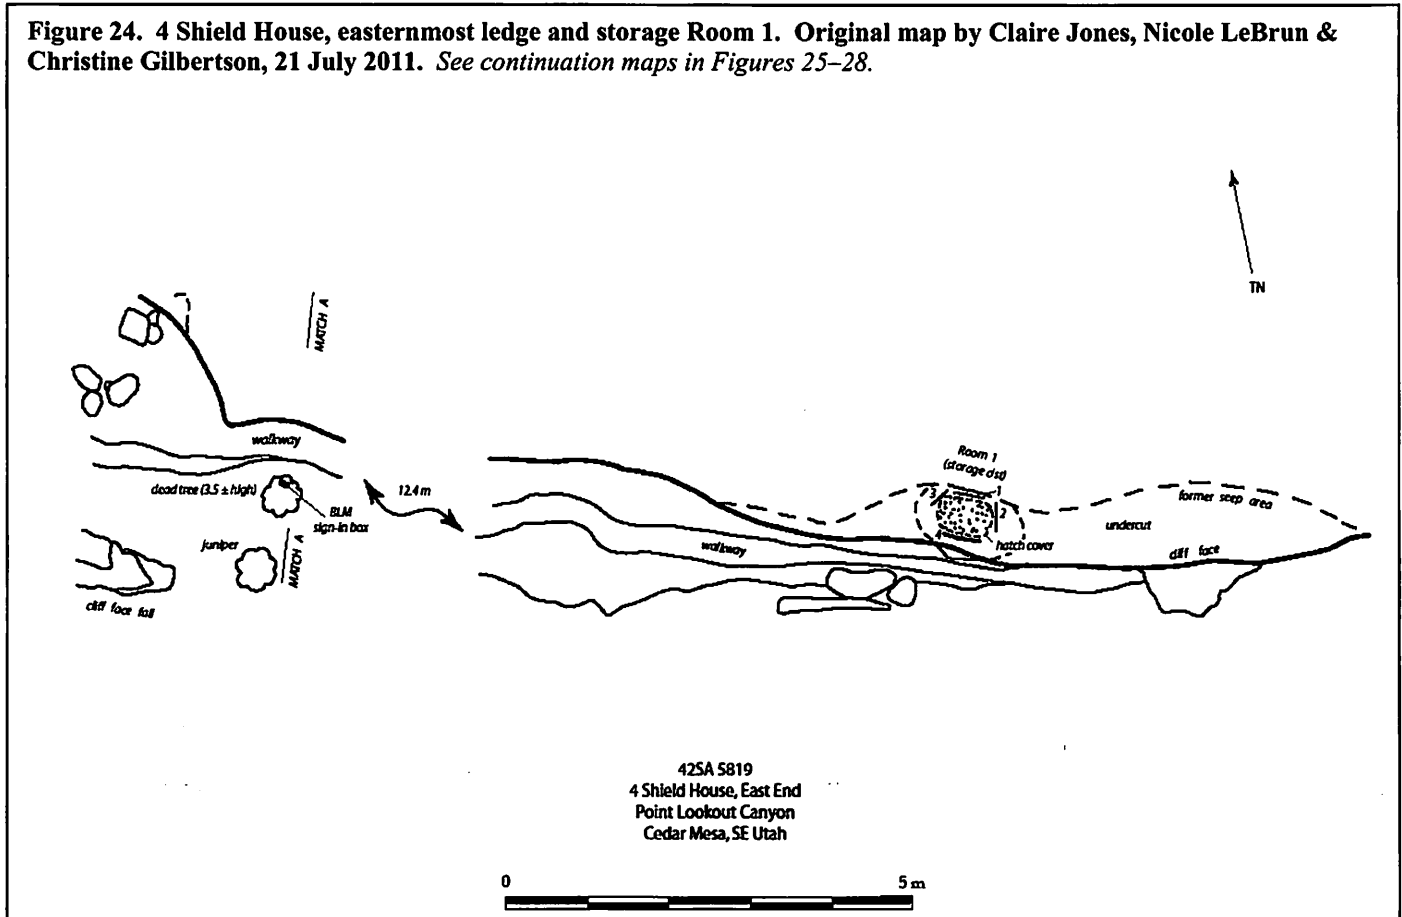 Figure 24. 4 Shield House, easternmost ledge and storage Room 1. Original map by Claire Jones, Nicole LeBrun &
Christine Gilbertson, 21 July 2011. See continuation maps in Figures 25–28.
TN
MATCH A
walkway
dead tree (3.5 ± high)
BLM
sign-in box
12.4 m
juniper
MATCH A
cliff face fall
Room 1
(storage cist)
1
2
3
4
hatch cover
former seep area
undercut
walkway
cliff face
42SA 5819
4 Shield House, East End
Point Lookout Canyon
Cedar Mesa, SE Utah
0
5 m